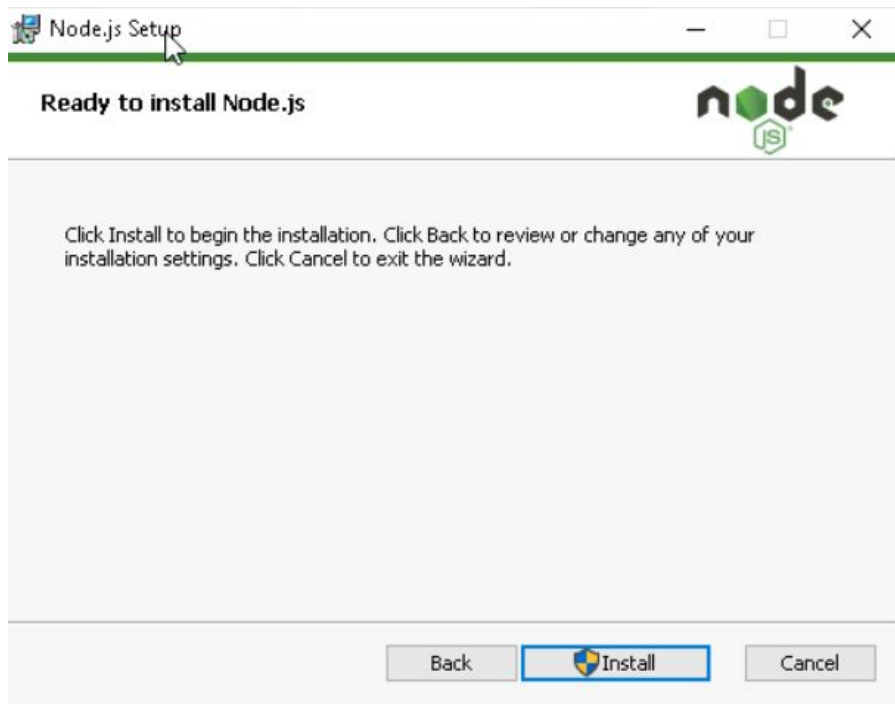 Node.js Setup
Ready to install Node.js
node
JS
Click Install to begin the installation. Click Back to review or change any of your
installation settings. Click Cancel to exit the wizard.
Back
Install
Cancel